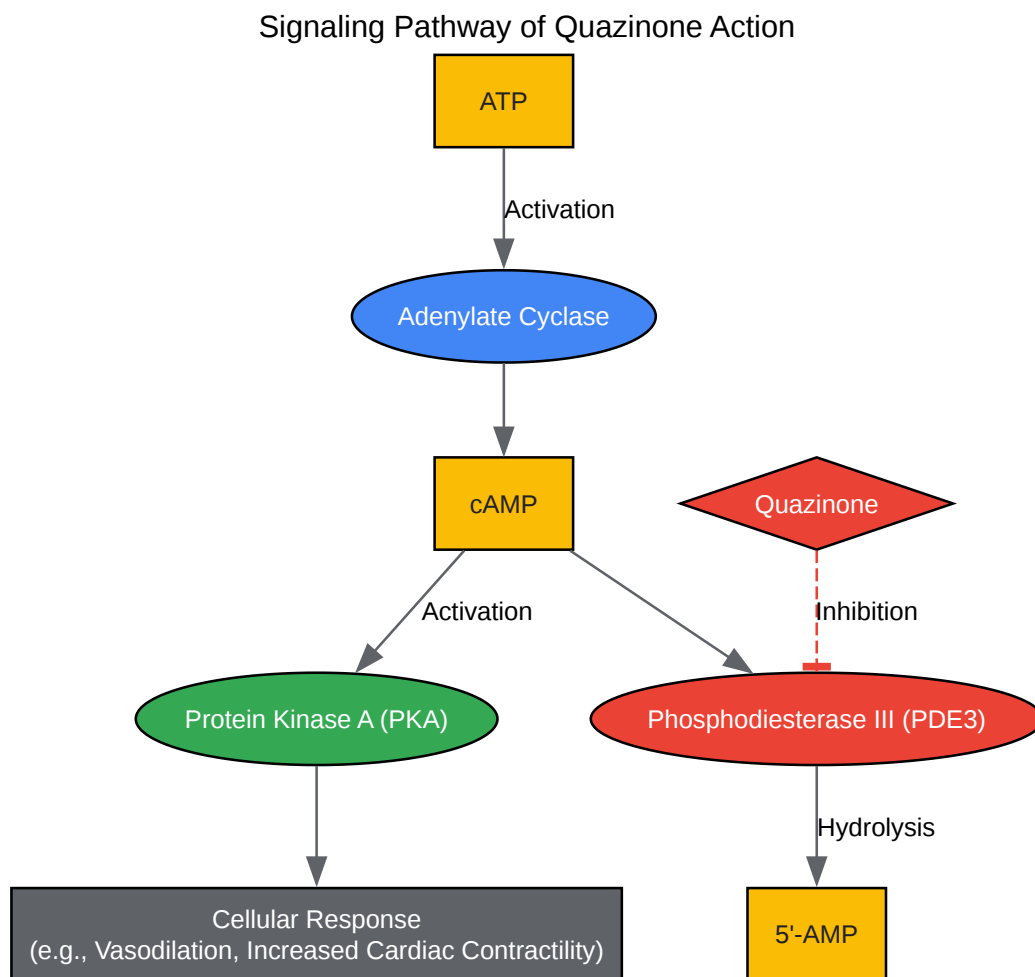 Signaling Pathway of Quazinone Action
ATP
Activation
Adenylate Cyclase
cAMP
Quazinone
Activation
Inhibition
Protein Kinase A (PKA)
Phosphodiesterase III (PDE3)
Hydrolysis
Cellular Response
(e.g., Vasodilation, Increased Cardiac Contractility)
5'-AMP